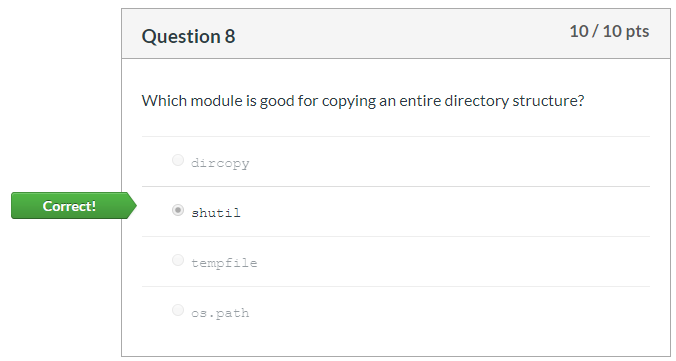 Question 8
10 / 10 pts
Which module is good for copying an entire directory structure?
dircopy
Correct!
shutil
tempfile
os.path